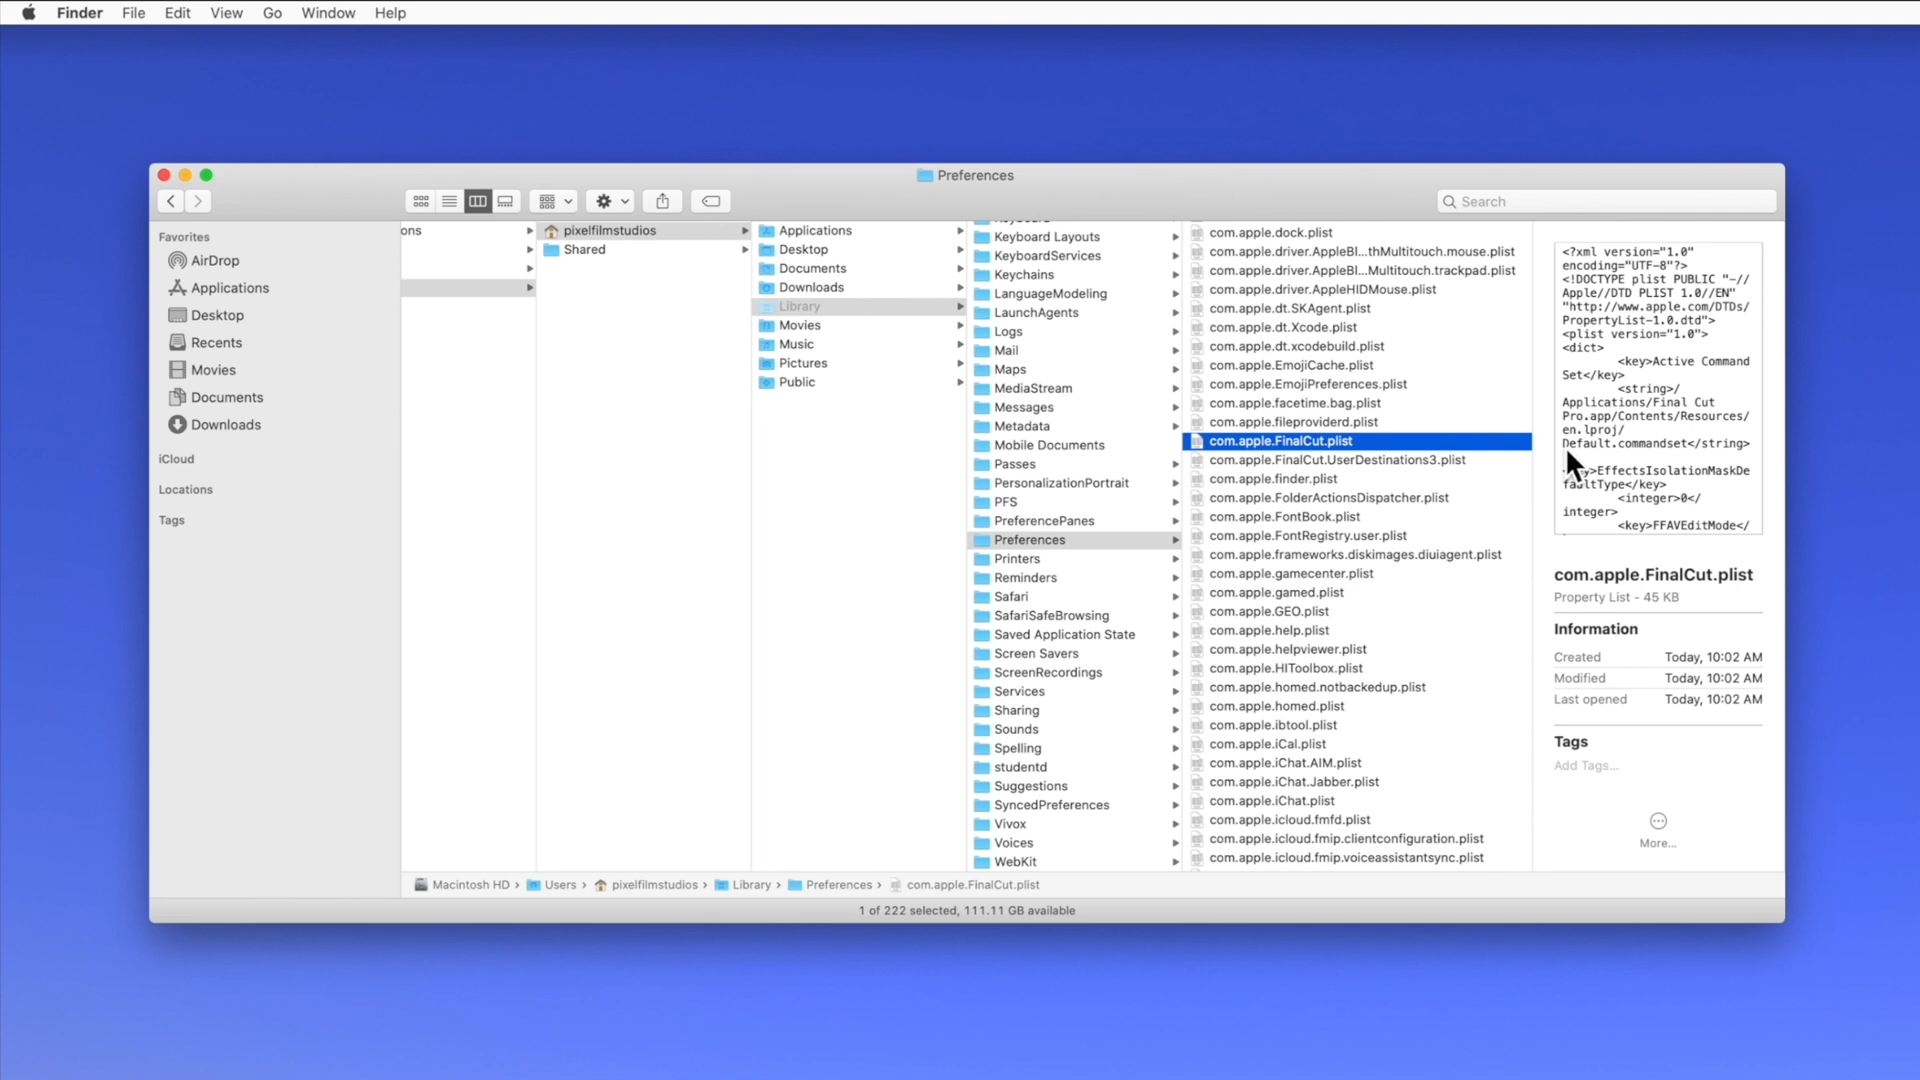 Finder File Edit View Go Window Help
Preferences
Search
Favorites
AirDrop
Applications
Desktop
Recents
Movies
Documents
Downloads
iCloud
Locations
Tags
ons
pixelfilmstudios
Shared
Applications
Desktop
Documents
Downloads
Library
Movies
Music
Pictures
Public
Keyboard Layouts
KeyboardServices
Keychains
LanguageModeling
LaunchAgents
Logs
Mail
Maps
MediaStream
Messages
Metadata
Mobile Documents
Passes
PersonalizationPortrait
PFS
PreferencePanes
Preferences
Printers
Reminders
Safari
SafariSafeBrowsing
Saved Application State
Screen Savers
ScreenRecordings
Services
Sharing
Sounds
Spelling
studentd
Suggestions
SyncedPreferences
Vivox
Voices
WebKit
com.apple.dock.plist
com.apple.driver.AppleBl...thMultitouch.mouse.plist
com.apple.driver.AppleBl...Multitouch.trackpad.plist
com.apple.driver.AppleHIDMouse.plist
com.apple.dt.SKAgent.plist
com.apple.dt.Xcode.plist
com.apple.dt.xcodebuild.plist
com.apple.EmojiCache.plist
com.apple.EmojiPreferences.plist
com.apple.facetime.bag.plist
com.apple.fileproviderd.plist
com.apple.FinalCut.plist
com.apple.FinalCut.UserDestinations3.plist
com.apple.finder.plist
com.apple.FolderActionsDispatcher.plist
com.apple.FontBook.plist
com.apple.FontRegistry.user.plist
com.apple.frameworks.diskimages.diuiagent.plist
com.apple.gamecenter.plist
com.apple.gamed.plist
com.apple.GEO.plist
com.apple.help.plist
com.apple.helpviewer.plist
com.apple.HIToolbox.plist
com.apple.homed.notbackedup.plist
com.apple.homed.plist
com.apple.ibtool.plist
com.apple.iCal.plist
com.apple.iChat.AIM.plist
com.apple.iChat.Jabber.plist
com.apple.iChat.plist
com.apple.icloud.fmfd.plist
com.apple.icloud.fmip.clientconfiguration.plist
com.apple.icloud.fmip.voiceassistantsync.plist
<?xml version="1.0"
encoding="UTF-8"?>
<!DOCTYPE plist PUBLIC "-//
Apple//DTD PLIST 1.0//EN"
"http://www.apple.com/DTDs/
PropertyList-1.0.dtd">
<plist version="1.0">
<dict>
<key>Active Command
Set</key>
<string>/
Applications/Final Cut
Pro.app/Contents/Resources/
en.lproj/
Default.commandset</string>
>EffectsIsolationMaskDe
faultType</key>
<integer>0</
integer>
<key>FFAVEditMode</
com.apple.FinalCut.plist
Property List - 45 KB
Information
Created Today, 10:02 AM
Modified Today, 10:02 AM
Last opened Today, 10:02 AM
Tags
Add Tags...
More...
Macintosh HD › Users › pixelfilmstudios › Library › Preferences › com.apple.FinalCut.plist
1 of 222 selected, 111.11 GB available